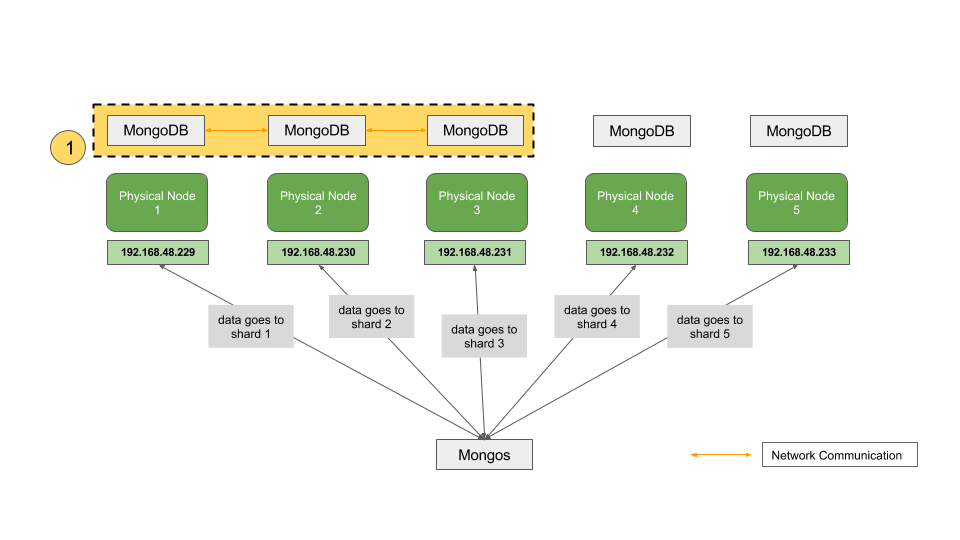 MongoDB
MongoDB
MongoDB
MongoDB
MongoDB
1
Physical Node
1
Physical Node
2
Physical Node
3
Physical Node
4
Physical Node
5
192.168.48.229
192.168.48.230
192.168.48.231
192.168.48.232
192.168.48.233
data goes to
shard 1
data goes to
shard 2
data goes to
shard 3
data goes to
shard 4
data goes to
shard 5
Mongos
Network Communication